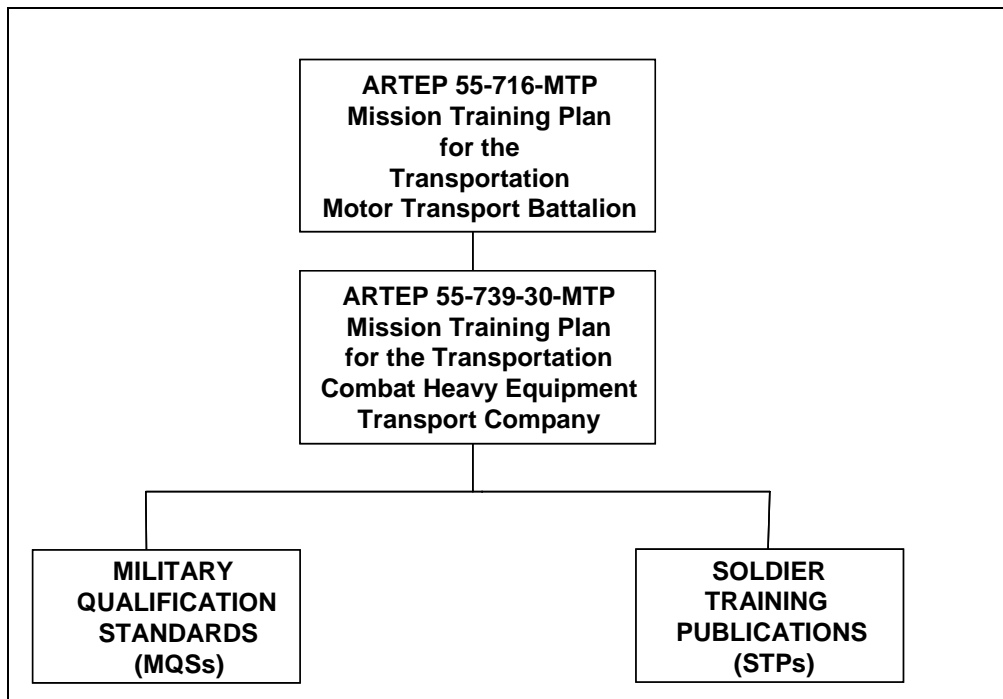 ARTEP 55-716-MTP
Mission Training Plan
for the
Transportation
Motor Transport Battalion
ARTEP 55-739-30-MTP
Mission Training Plan
for the Transportation
Combat Heavy Equipment
Transport Company
MILITARY
QUALIFICATION
STANDARDS
(MQSs)
SOLDIER
TRAINING
PUBLICATIONS
(STPs)